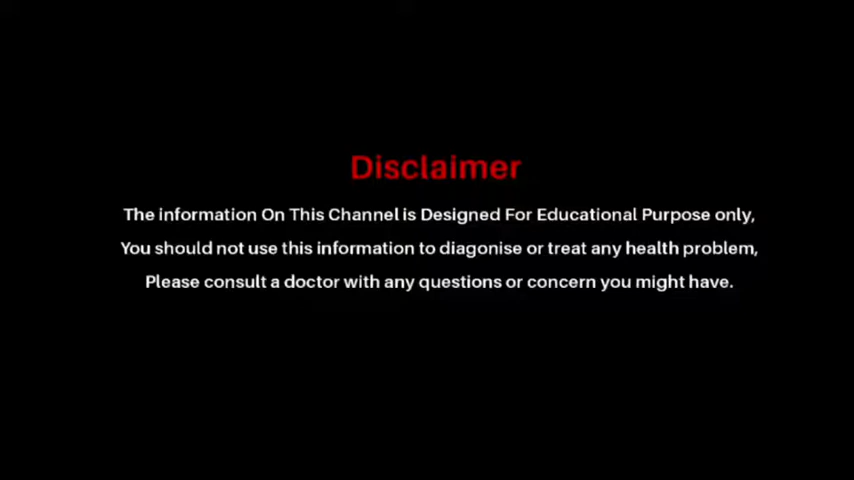 Disclaimer
The information On This Channel is Designed For Educational Purpose only,
You should not use this information to diagonise or treat any health problem,
Please consult a doctor with any questions or concern you might have.